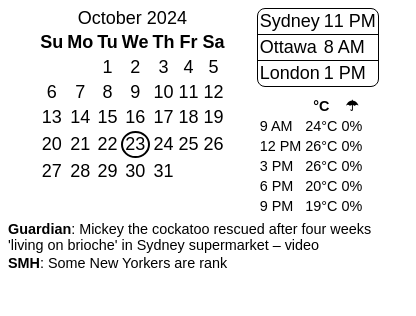 October 2024
Su Mo Tu We Th Fr Sa
1 2 3 4 5
6 7 8 9 10 11 12
13 14 15 16 17 18 19
20 21 22 23 24 25 26
27 28 29 30 31
Sydney 11 PM
Ottawa 8 AM
London 1 PM
°C ☂
9 AM 24°C 0%
12 PM 26°C 0%
3 PM 26°C 0%
6 PM 20°C 0%
9 PM 19°C 0%
Guardian: Mickey the cockatoo rescued after four weeks
'living on brioche' in Sydney supermarket – video
SMH: Some New Yorkers are rank